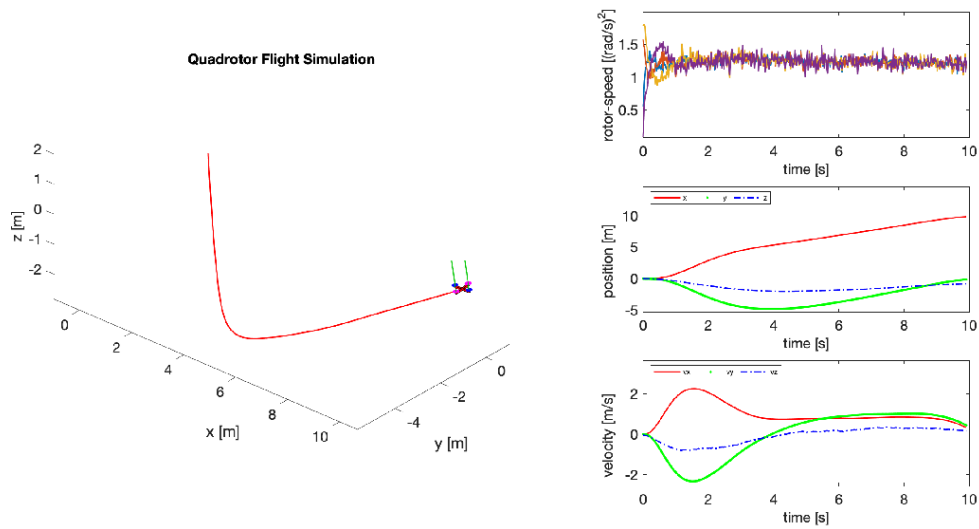 Quadrotor Flight Simulation
2
1
0
-1
-2
z [m]
0
2
4
6
8
10
x [m]
-4
-2
0
y [m]
1.5
1
0.5
rotor-speed [(rad/s)²]
0 2 4 6 8 10
time [s]
x y z
10
5
0
-5
position [m]
0 2 4 6 8 10
time [s]
vx vy vz
2
0
-2
velocity [m/s]
0 2 4 6 8 10
time [s]